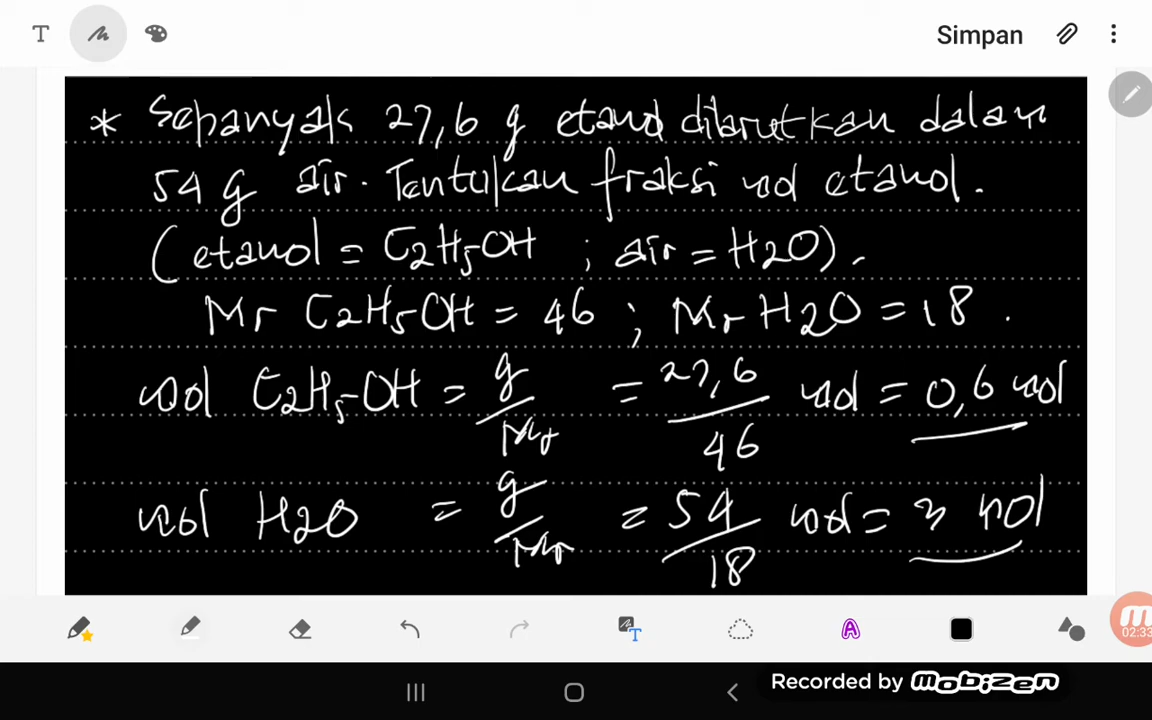 T
Simpan
* Sebanyak 27,6 g etanol dilarutkan dalam
54 g air. Tentukan fraksi mol etanol.
(etanol = C2H5OH ; air = H2O).
Mr C2H5OH = 46 ; Mr H2O = 18.
mol C2H5OH = g/Mr = 27,6/46 mol = 0,6 mol
mol H2O = g/Mr = 54/18 mol = 3 mol
T
A
02:33
Recorded by mobizen